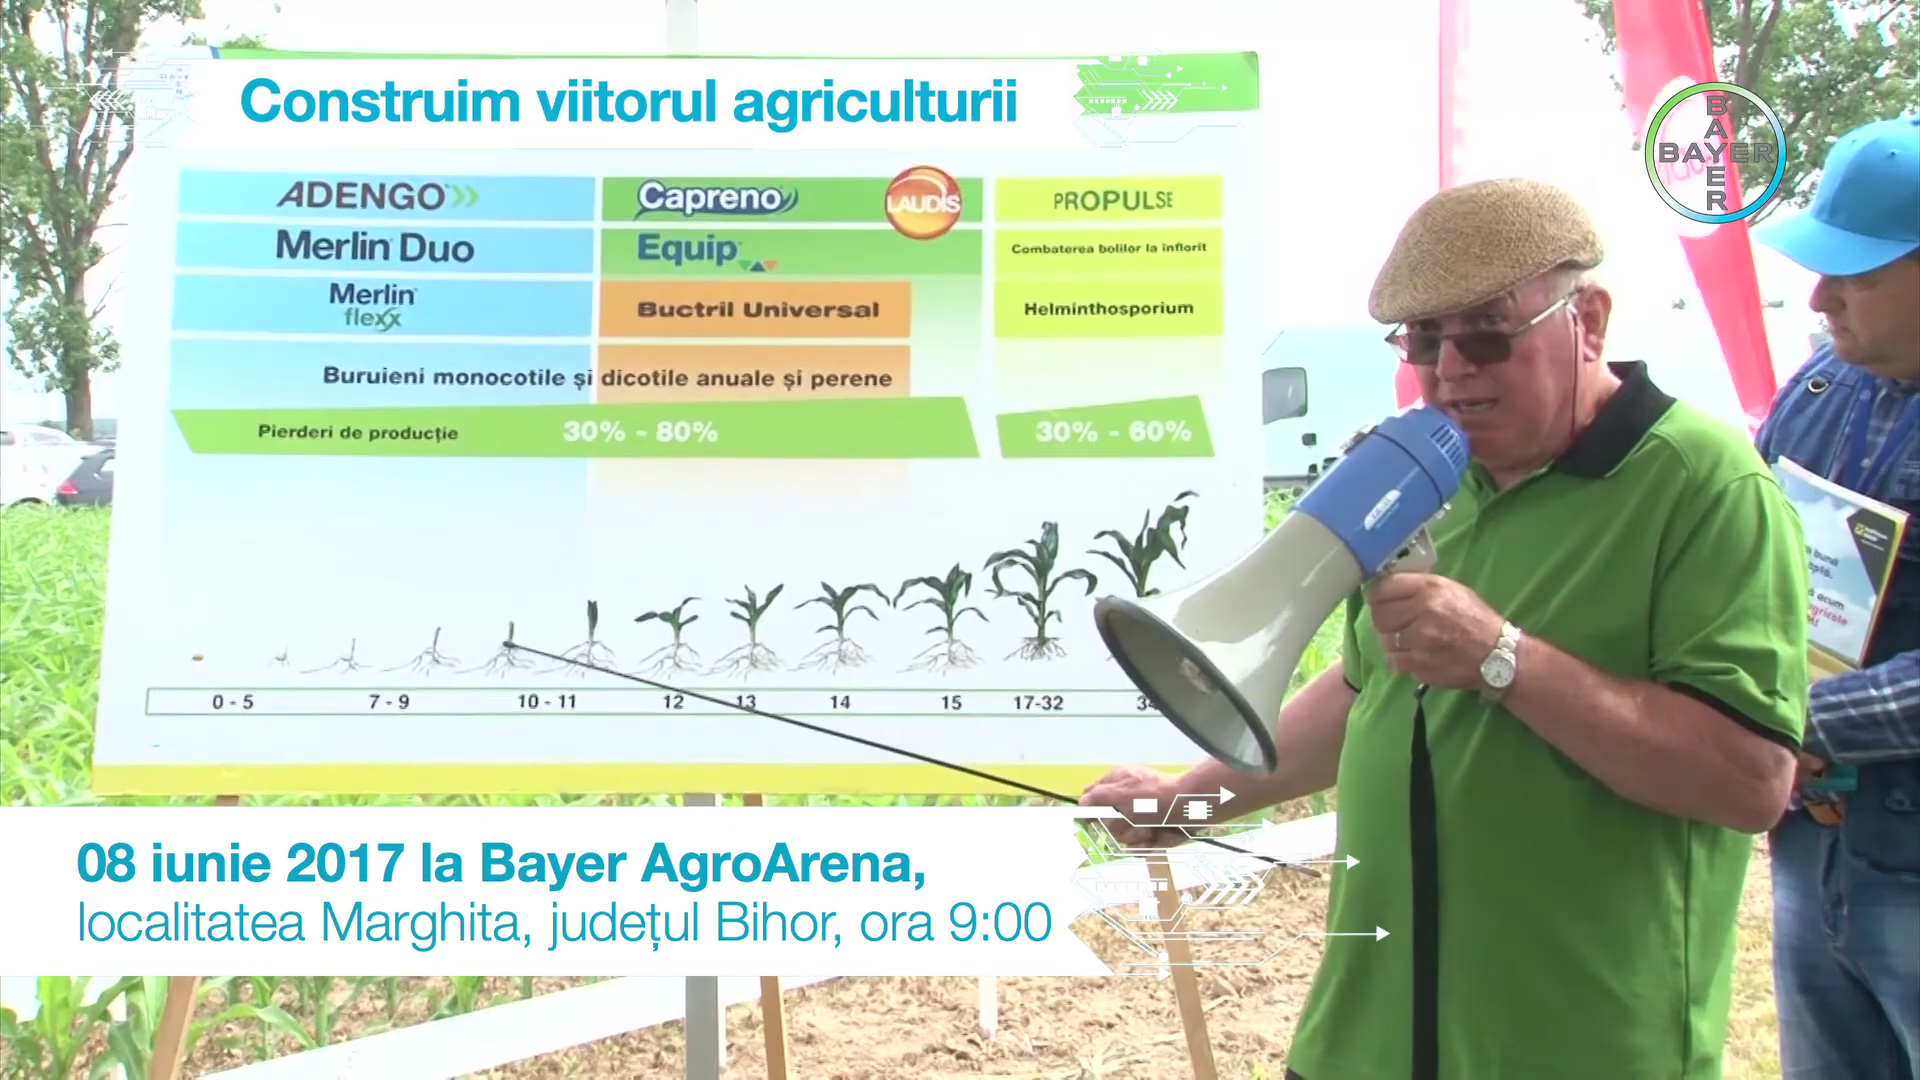 Construim viitorul agriculturii
BAYER
BAYER
ADENGO
Capreno
LAUDIS
PROPULSE
Merlin Duo
Equip
Combaterea bolilor la inflorit
Merlin
flexx
Buctril Universal
Helminthosporium
Buruieni monocotile și dicotile anuale și perene
Pierderi de producție 30% - 80% 30% - 60%
0 - 5 7 - 9 10 - 11 12 13 14 15 17-32
08 iunie 2017 la Bayer AgroArena,
localitatea Marghita, județul Bihor, ora 9:00